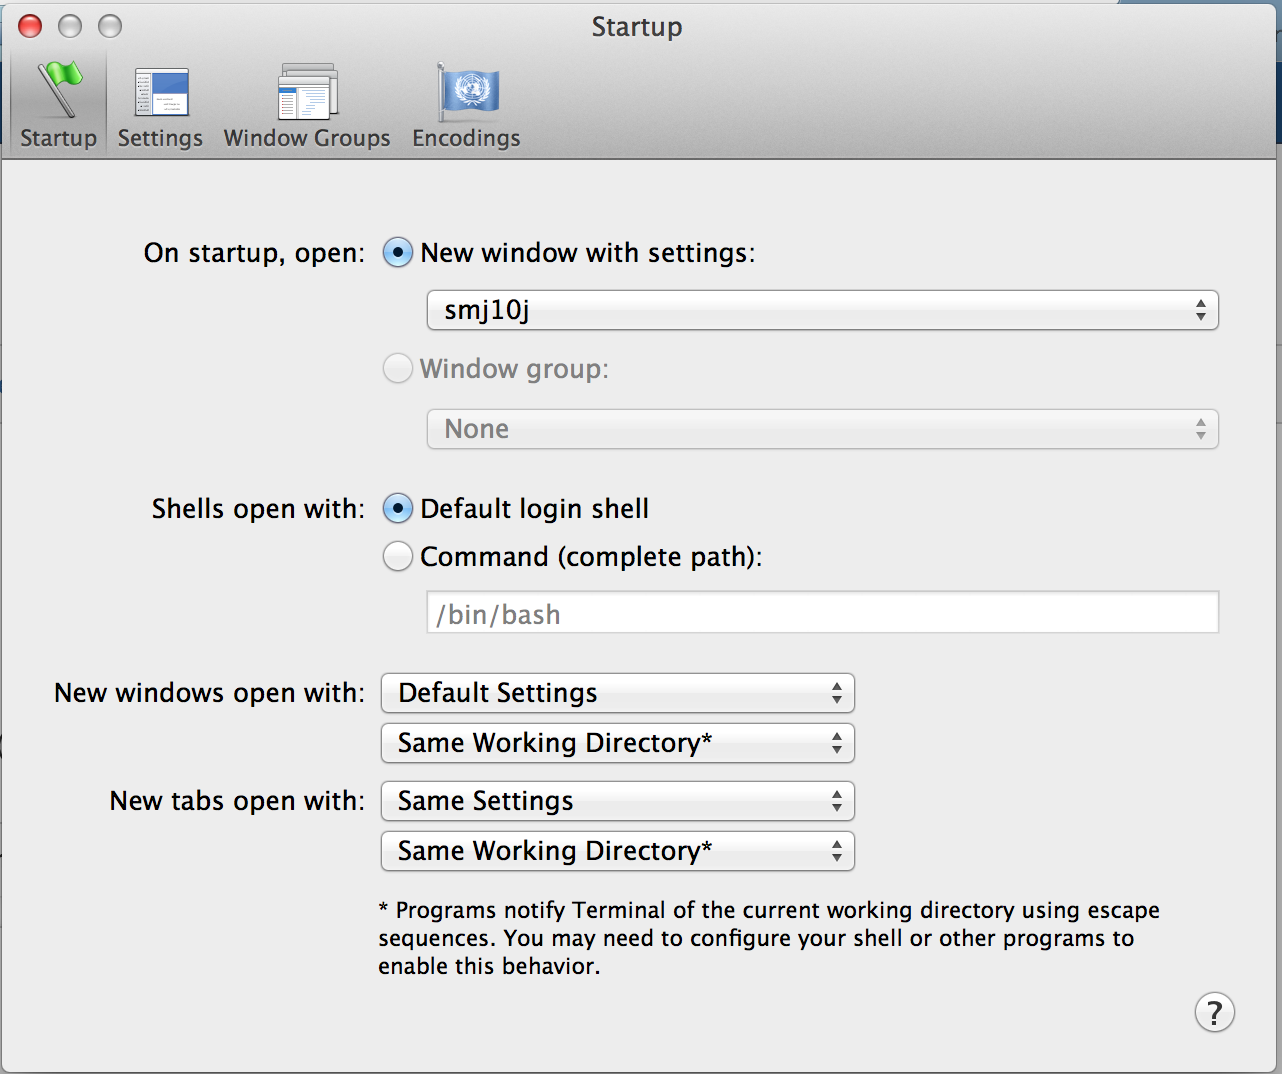 Startup
Startup Settings Window Groups Encodings
On startup, open: New window with settings:
smj10j
Window group:
None
Shells open with: Default login shell
Command (complete path):
/bin/bash
New windows open with: Default Settings
Same Working Directory*
New tabs open with: Same Settings
Same Working Directory*
* Programs notify Terminal of the current working directory using escape
sequences. You may need to configure your shell or other programs to
enable this behavior.
?